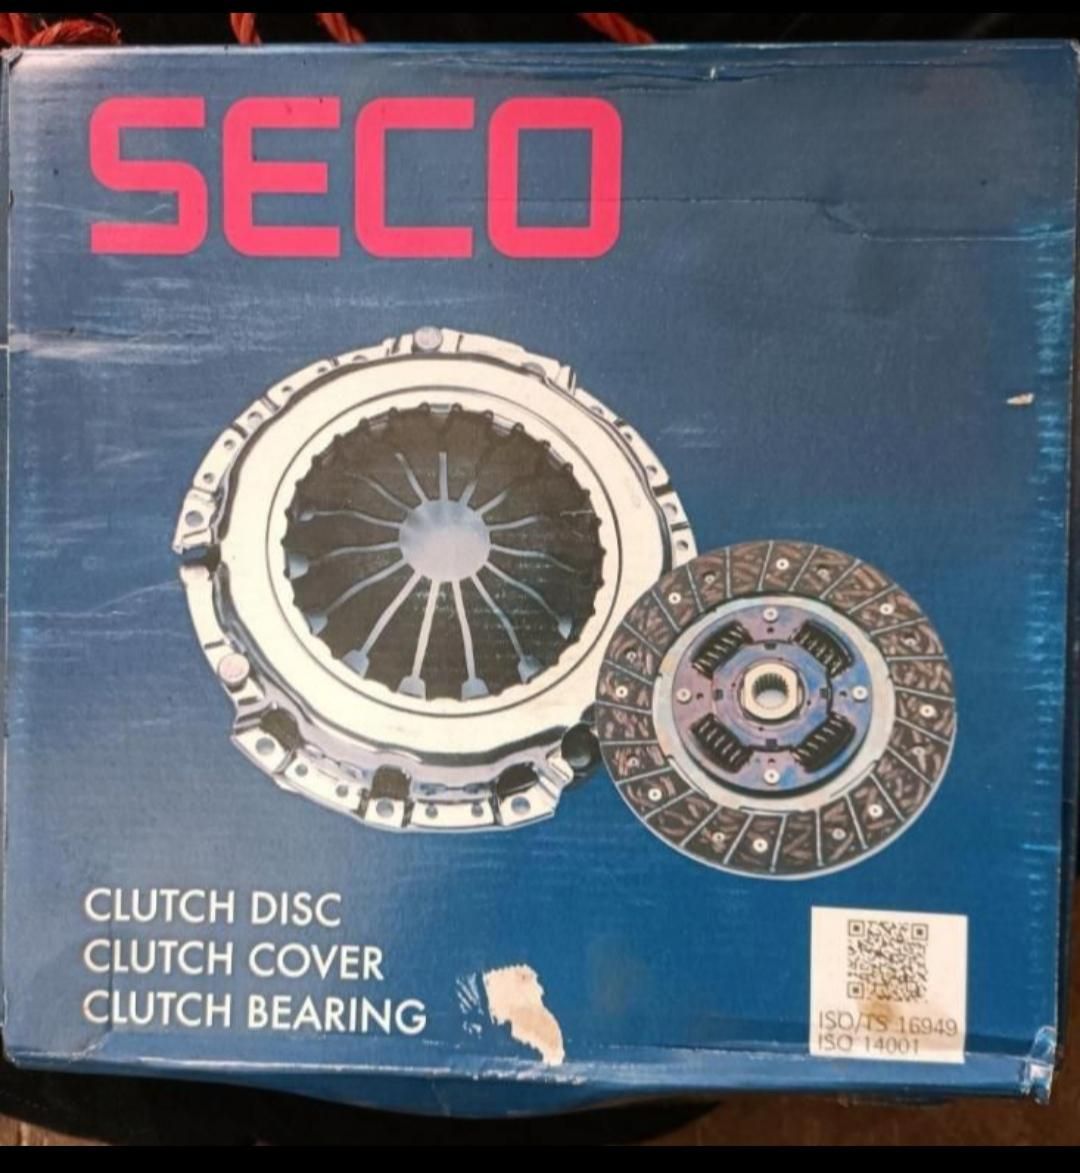 SECO
CLUTCH DISC
CLUTCH COVER
CLUTCH BEARING
ISO/TS 16949
ISO 14001